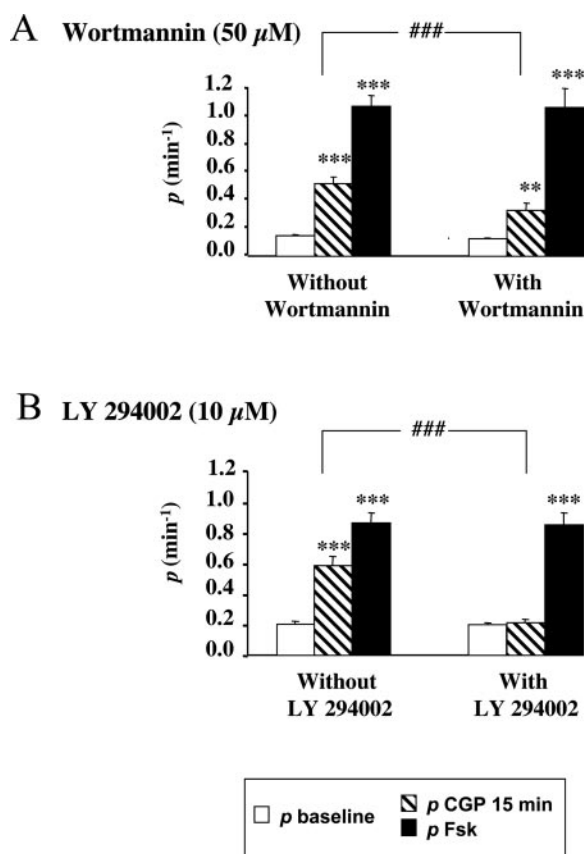 A Wortmannin (50 µM)
###
*** *** *** ** ***
p (min-1)
1.2
1.0
0.8
0.6
0.4
0.2
0.0
Without Wortmannin
With Wortmannin
B LY 294002 (10 µM)
###
*** *** ***
p (min-1)
1.2
1.0
0.8
0.6
0.4
0.2
0.0
Without LY 294002
With LY 294002
p baseline
p CGP 15 min
p Fsk